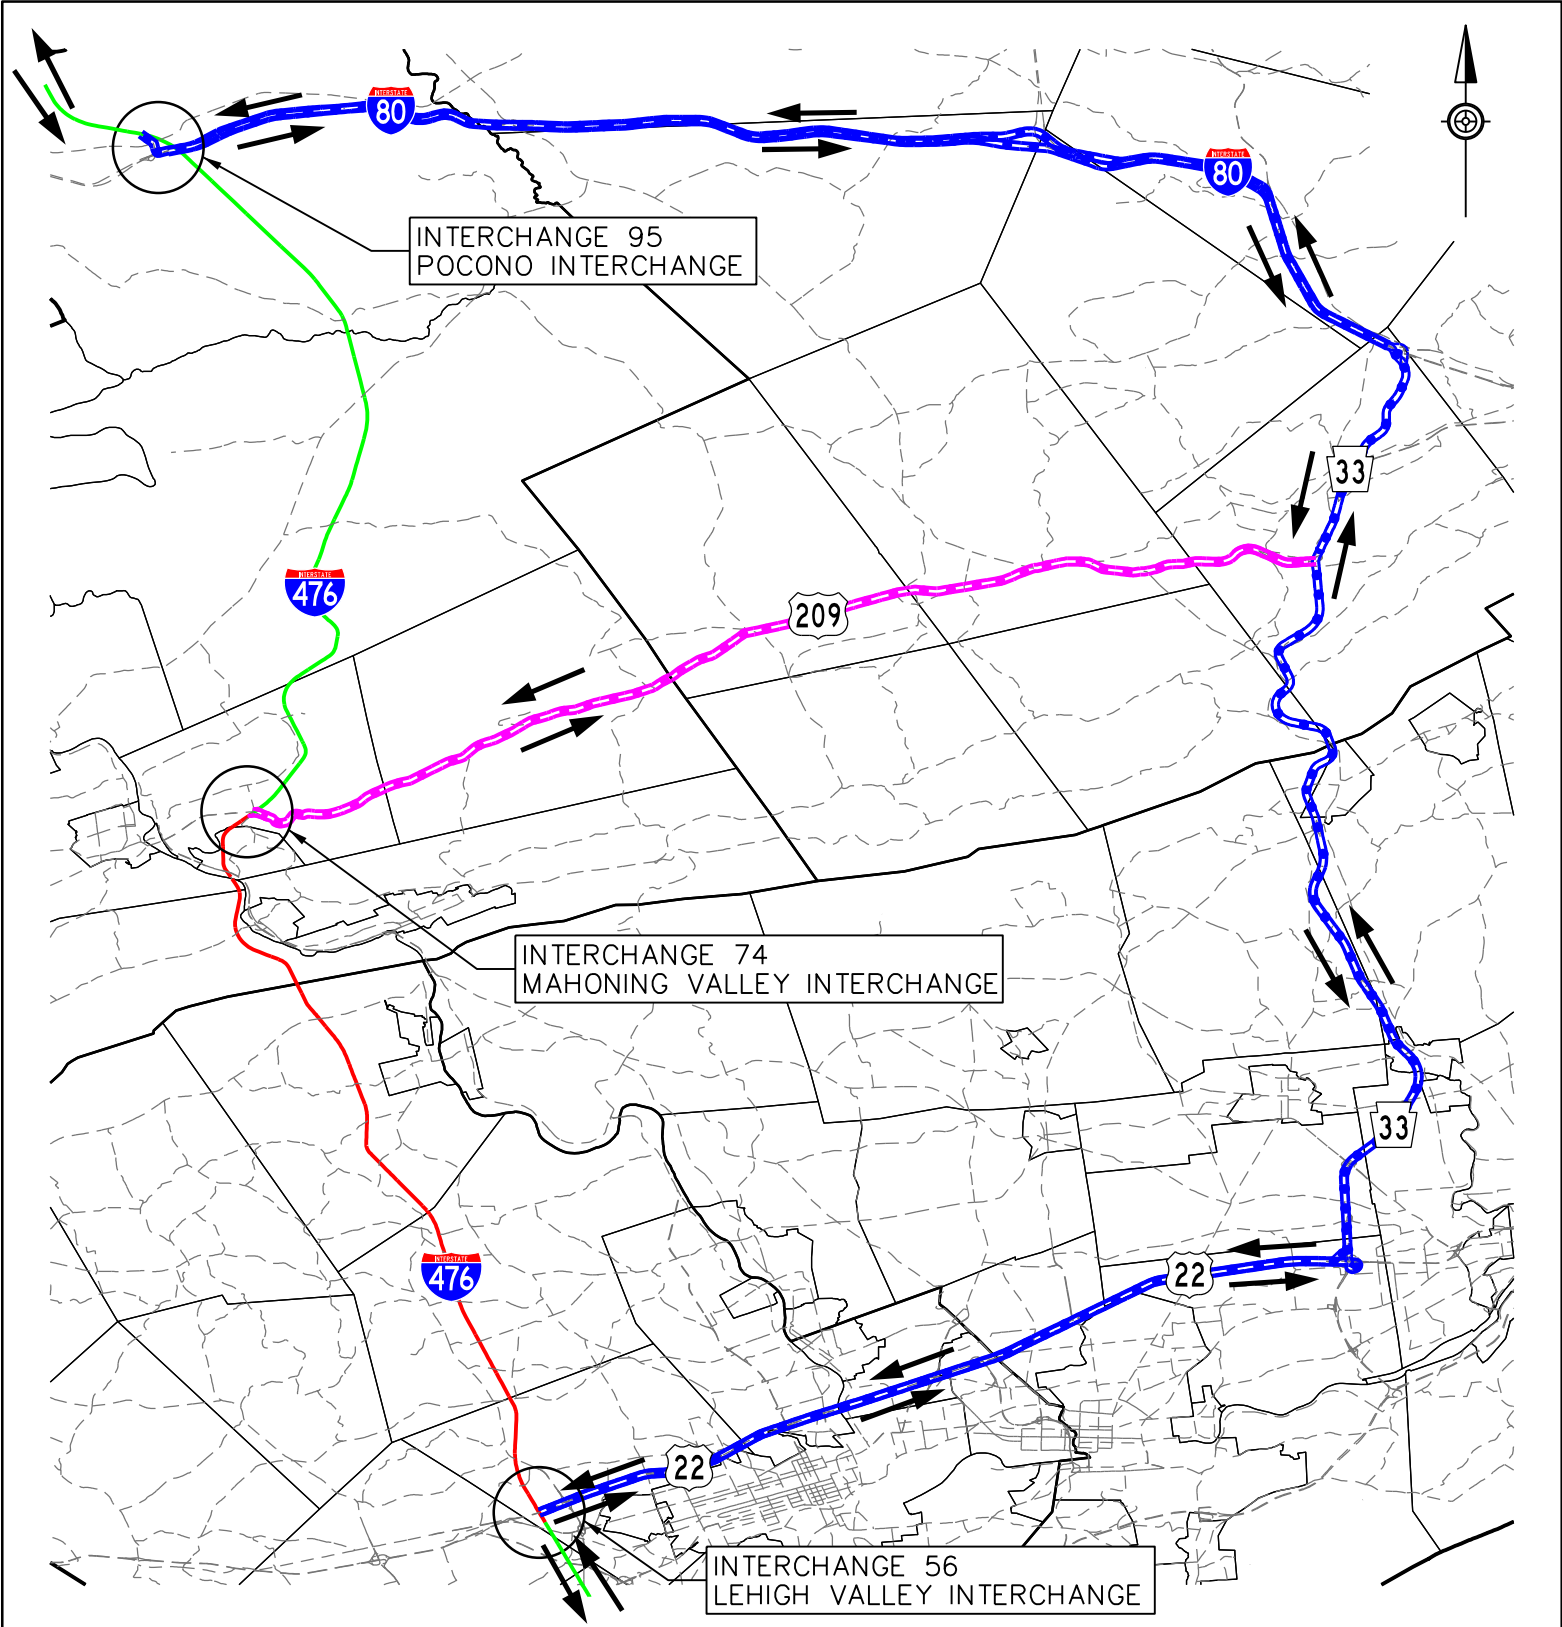 INTERSTATE
80
INTERSTATE
80
INTERCHANGE 95
POCONO INTERCHANGE
33
INTERSTATE
476
209
INTERCHANGE 74
MAHONING VALLEY INTERCHANGE
33
INTERSTATE
476
22
22
INTERCHANGE 56
LEHIGH VALLEY INTERCHANGE